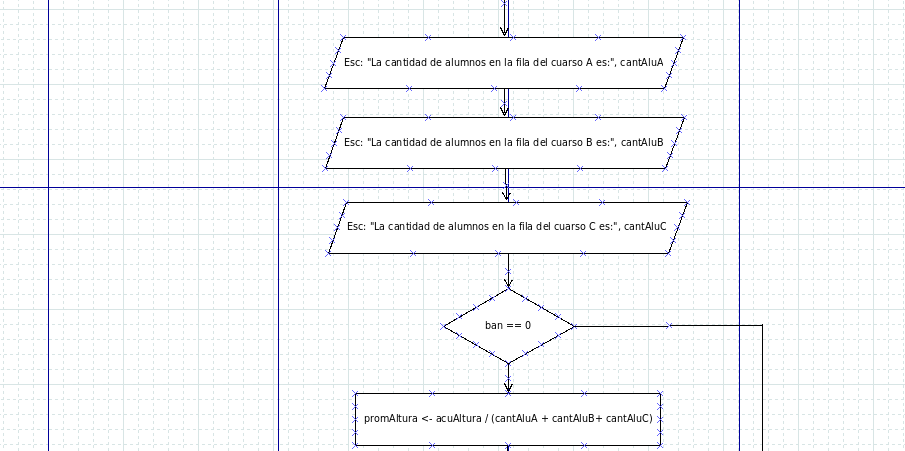 Esc: "La cantidad de alumnos en la fila del cuarso A es:", cantAluA
Esc: "La cantidad de alumnos en la fila del cuarso B es:", cantAluB
Esc: "La cantidad de alumnos en la fila del cuarso C es:", cantAluC
ban == 0
promAltura <- acuAltura / (cantAluA + cantAluB+ cantAluC)